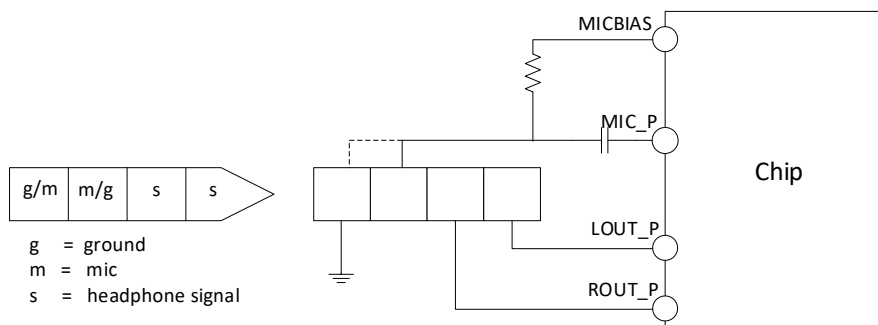 MICBIAS
MIC_P
Chip
g/m m/g s s
LOUT_P
g = ground
m = mic
s = headphone signal
ROUT_P